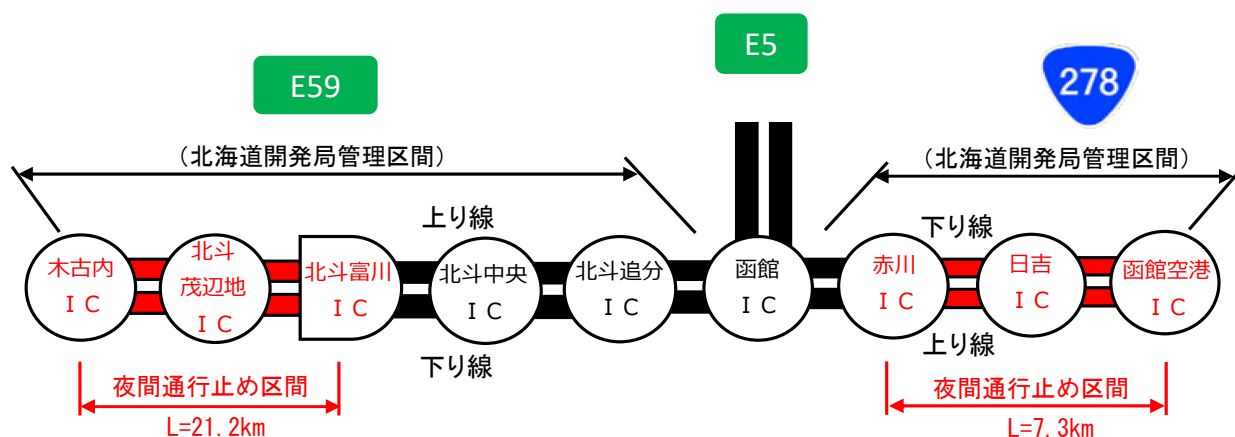 E59
E5
278
(北海道開発局管理区間)
(北海道開発局管理区間)
上り線
下り線
木古内
ＩＣ
北斗
茂辺地
ＩＣ
北斗富川
ＩＣ
北斗中央
ＩＣ
北斗追分
ＩＣ
函館
ＩＣ
赤川
ＩＣ
日吉
ＩＣ
函館空港
ＩＣ
下り線
上り線
夜間通行止め区間
L=21.2km
夜間通行止め区間
L=7.3km